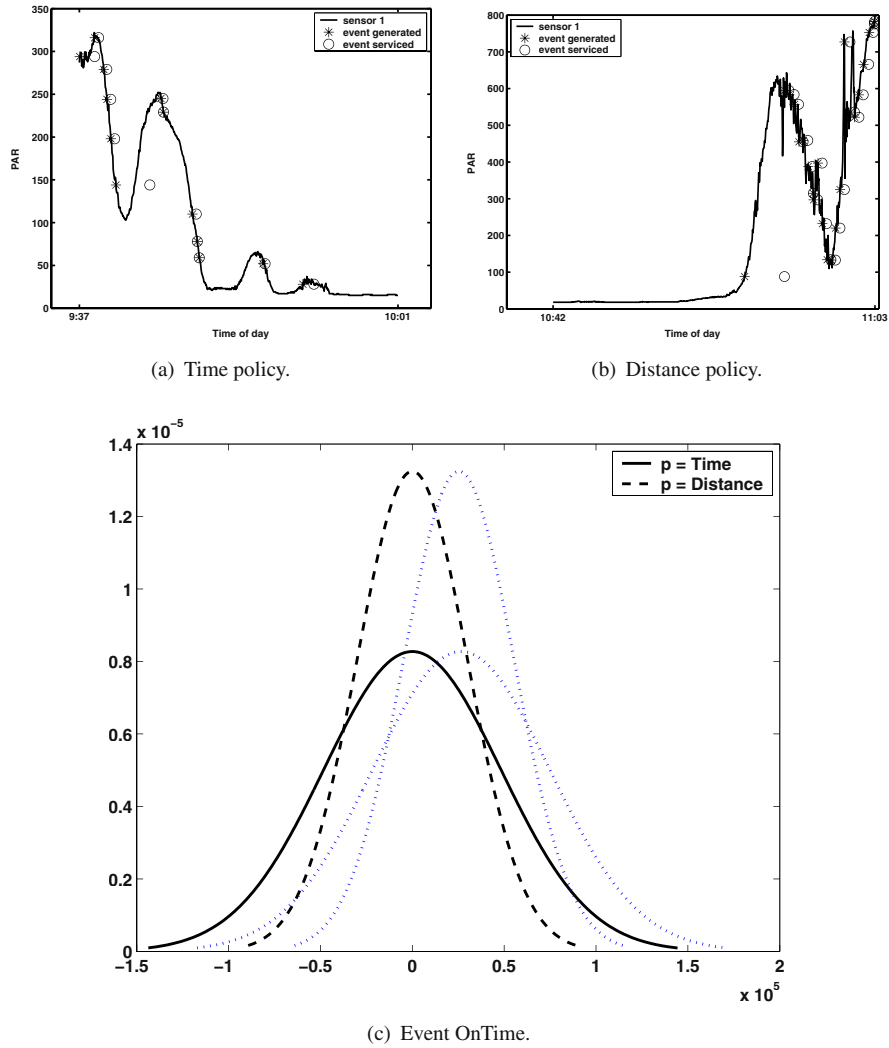 350
300
250
200
150
100
50
0
PAR
sensor 1
event generated
event serviced
9:37
10:01
Time of day
(a) Time policy.
800
700
600
500
400
300
200
100
0
PAR
sensor 1
event generated
event serviced
10:42
11:03
Time of day
(b) Distance policy.
x 10⁻⁵
1.4
1.2
1
0.8
0.6
0.4
0.2
0
p = Time
p = Distance
−1.5 −1 −0.5 0 0.5 1 1.5 2
x 10⁵
(c) Event OnTime.